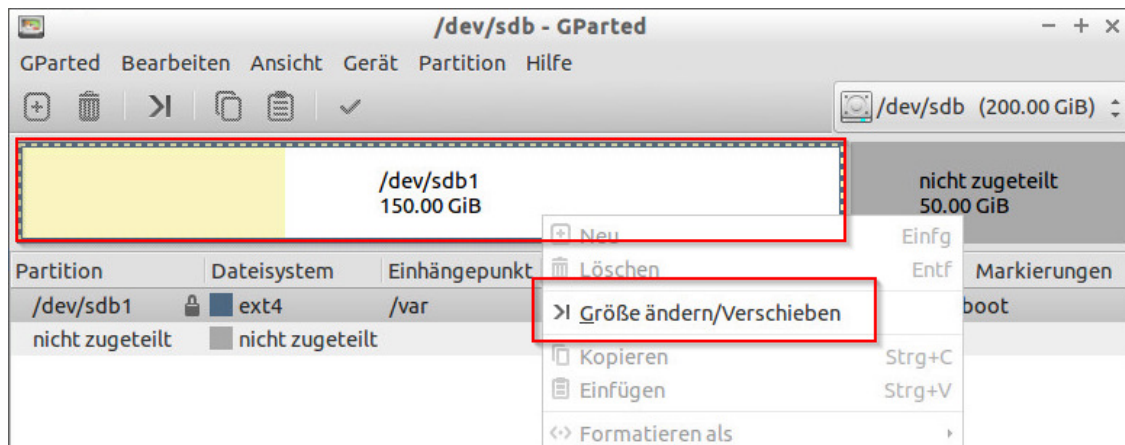 /dev/sdb - GParted
GParted Bearbeiten Ansicht Gerät Partition Hilfe
/dev/sdb (200.00 GiB)
/dev/sdb1
150.00 GiB
nicht zugeteilt
50.00 GiB
Neu Einfg
Löschen Entf
Größe ändern/Verschieben
Kopieren Strg+C
Einfügen Strg+V
Formatieren als
Partition Dateisystem Einhängepunkt Markierungen
/dev/sdb1 ext4 /var boot
nicht zugeteilt nicht zugeteilt